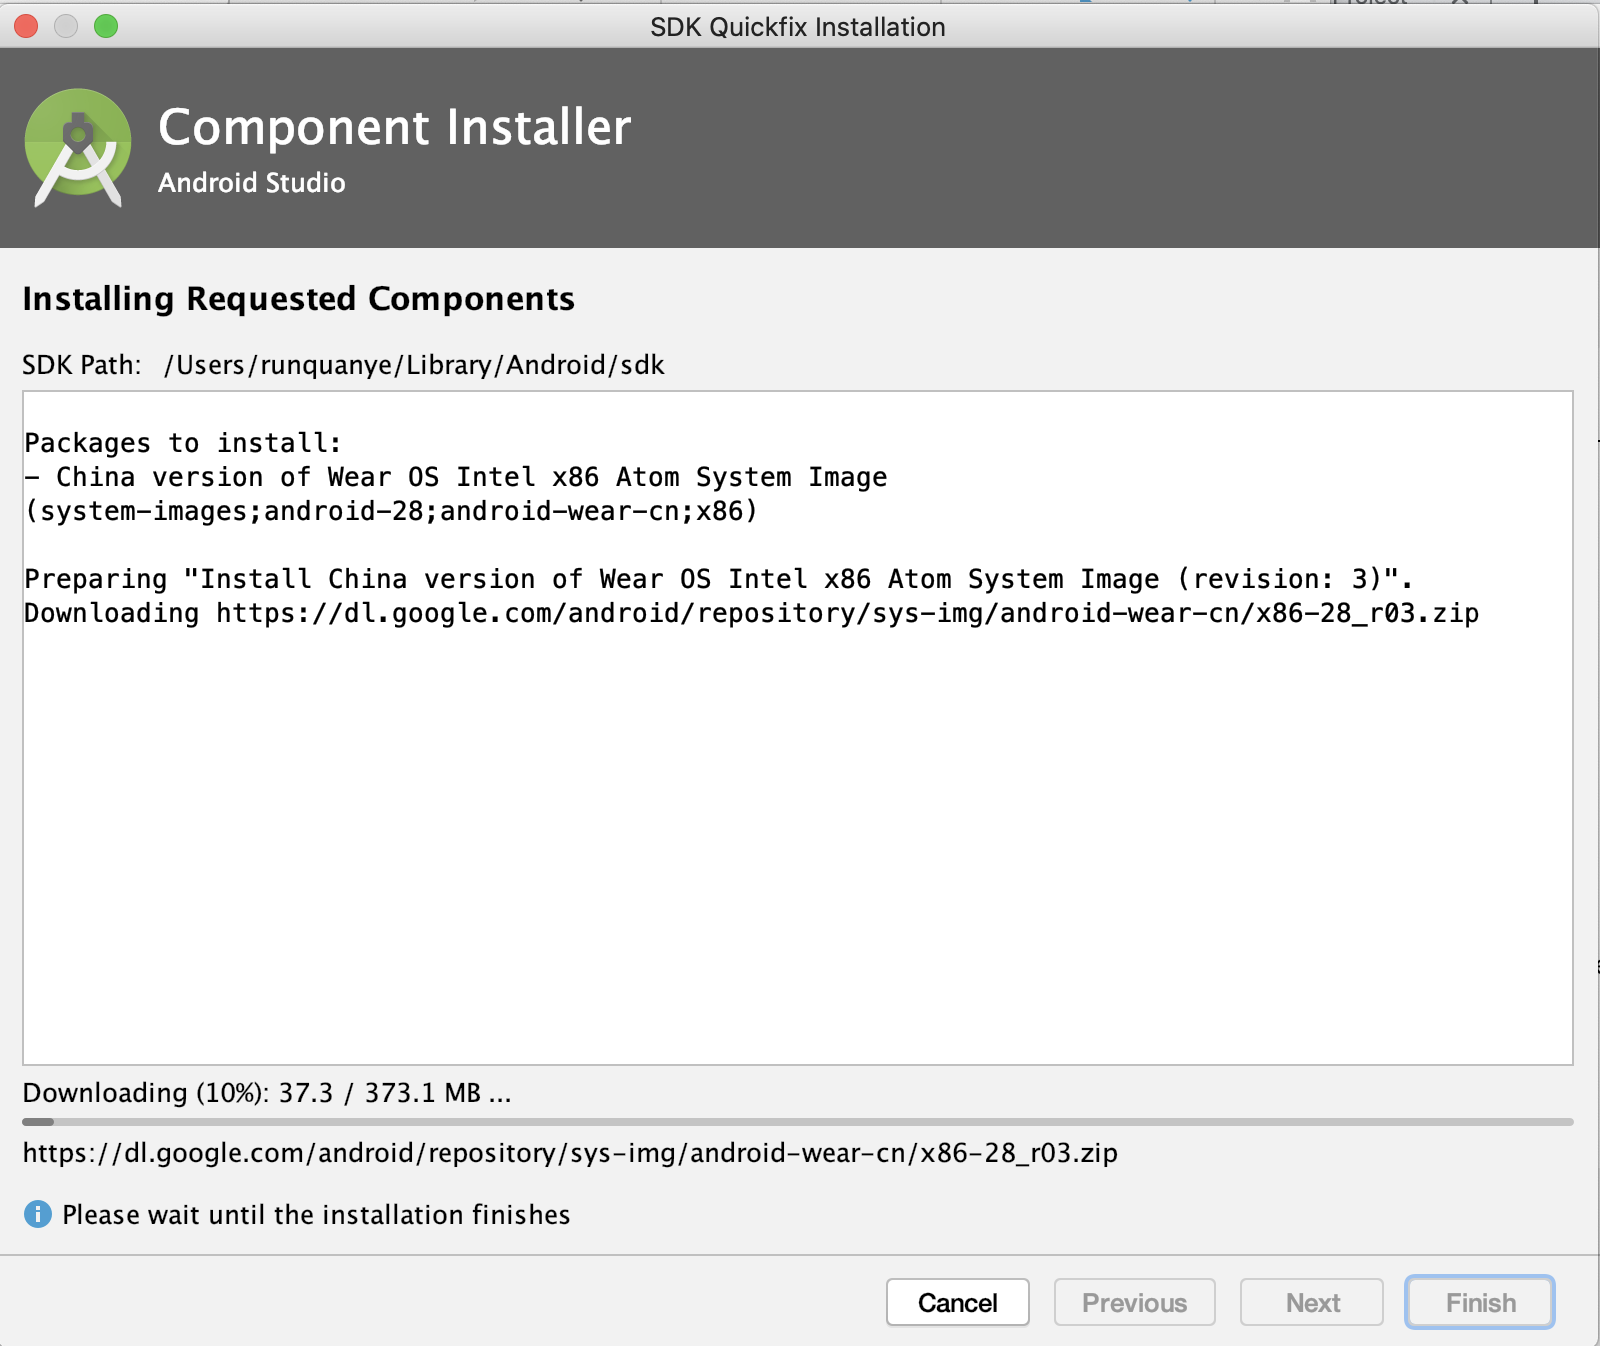 SDK Quickfix Installation
Component Installer
Android Studio
Installing Requested Components
SDK Path: /Users/runquanye/Library/Android/sdk
Packages to install:
- China version of Wear OS Intel x86 Atom System Image
(system-images;android-28;android-wear-cn;x86)
Preparing "Install China version of Wear OS Intel x86 Atom System Image (revision: 3)".
Downloading https://dl.google.com/android/repository/sys-img/android-wear-cn/x86-28_r03.zip
Downloading (10%): 37.3 / 373.1 MB ...
https://dl.google.com/android/repository/sys-img/android-wear-cn/x86-28_r03.zip
Please wait until the installation finishes
Cancel Previous Next Finish